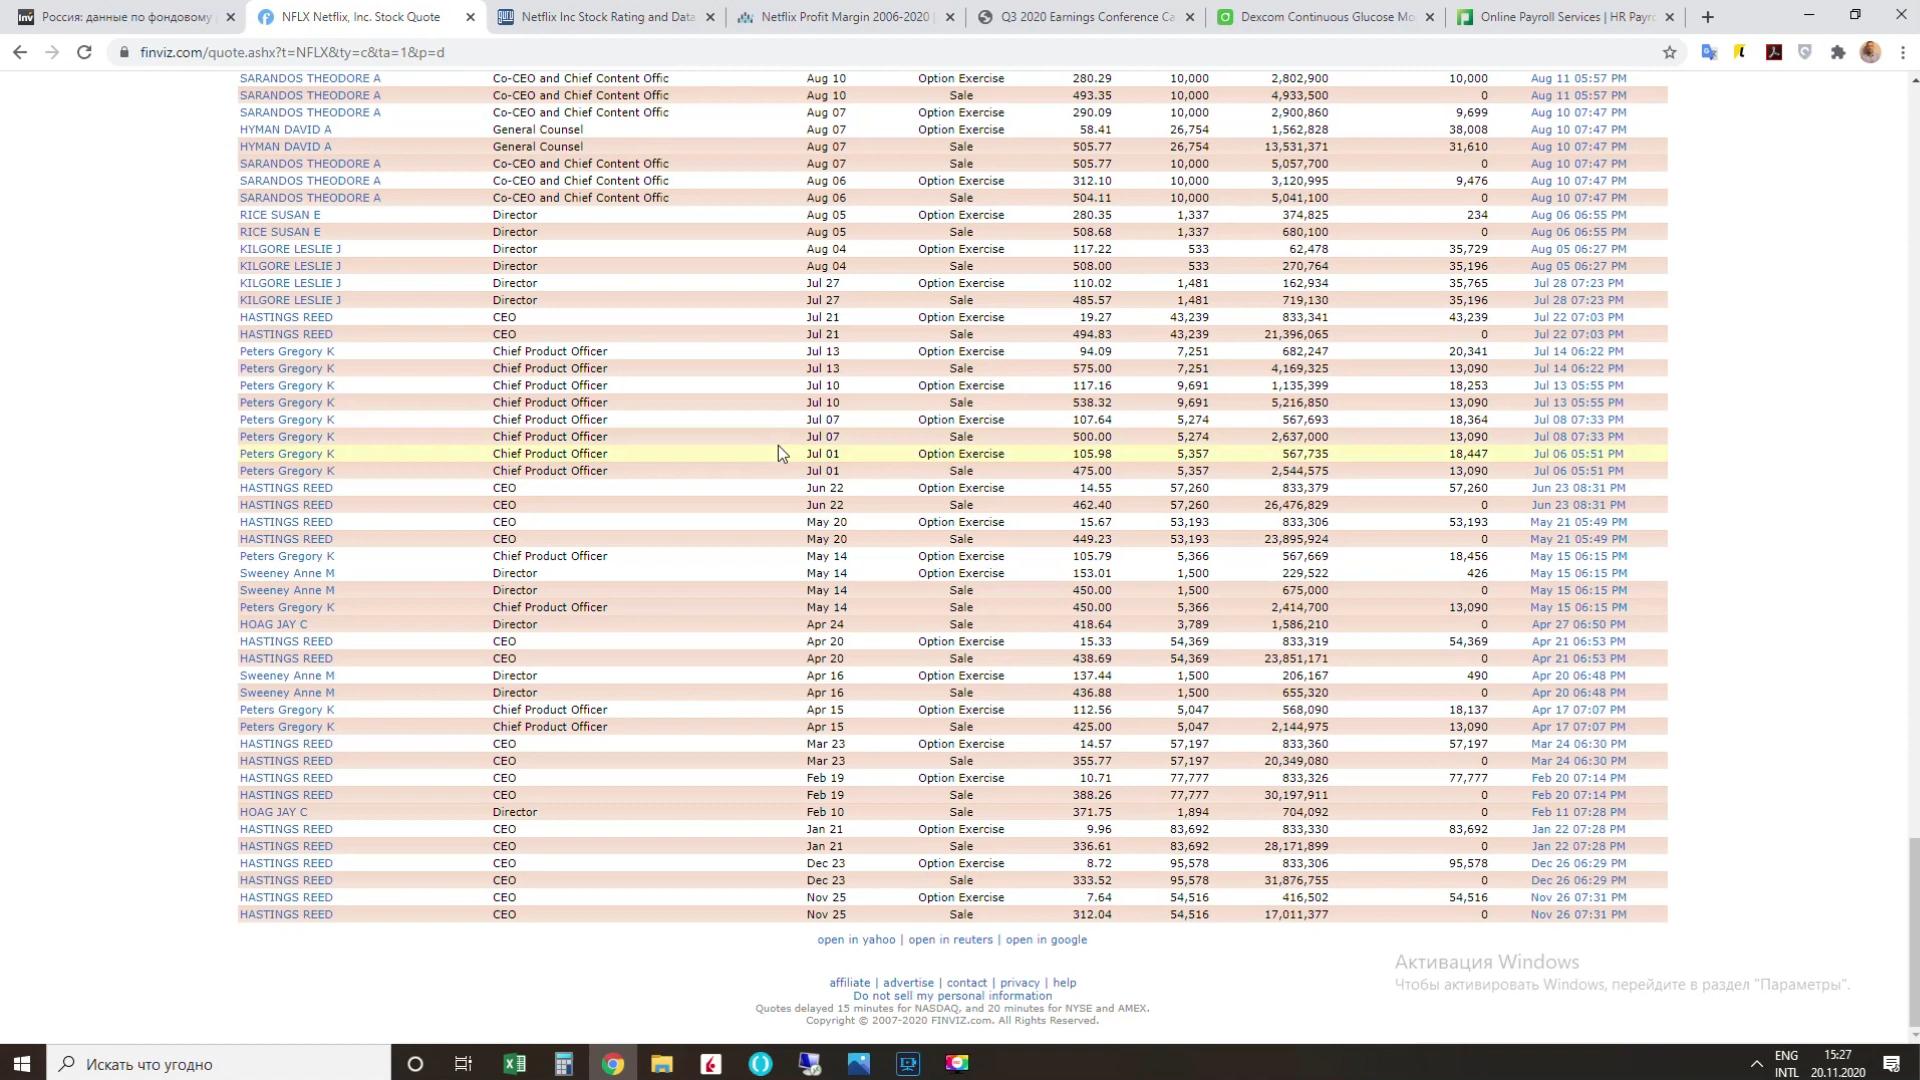 Россия: данные по фондовому
NFLX Netflix, Inc. Stock Quote
Netflix Inc Stock Rating and Data
Netflix Profit Margin 2006-2020 |
Q3 2020 Earnings Conference Ca
Dexcom Continuous Glucose Mo
Online Payroll Services | HR Payro
finviz.com/quote.ashx?t=NFLX&ty=c&ta=1&p=d
SARANDOS THEODORE A Co-CEO and Chief Content Offic Aug 10 Option Exercise 280.29 10,000 2,802,900 10,000 Aug 11 05:57 PM
SARANDOS THEODORE A Co-CEO and Chief Content Offic Aug 10 Sale 493.35 10,000 4,933,500 0 Aug 11 05:57 PM
SARANDOS THEODORE A Co-CEO and Chief Content Offic Aug 07 Option Exercise 290.09 10,000 2,900,860 9,699 Aug 10 07:47 PM
HYMAN DAVID A General Counsel Aug 07 Option Exercise 58.41 26,754 1,562,828 38,008 Aug 10 07:47 PM
HYMAN DAVID A General Counsel Aug 07 Sale 505.77 26,754 13,531,371 31,610 Aug 10 07:47 PM
SARANDOS THEODORE A Co-CEO and Chief Content Offic Aug 07 Sale 505.77 10,000 5,057,700 0 Aug 10 07:47 PM
SARANDOS THEODORE A Co-CEO and Chief Content Offic Aug 06 Option Exercise 312.10 10,000 3,120,995 9,476 Aug 10 07:47 PM
SARANDOS THEODORE A Co-CEO and Chief Content Offic Aug 06 Sale 504.11 10,000 5,041,100 0 Aug 10 07:47 PM
RICE SUSAN E Director Aug 05 Option Exercise 280.35 1,337 374,825 234 Aug 06 06:55 PM
RICE SUSAN E Director Aug 05 Sale 508.68 1,337 680,100 0 Aug 06 06:55 PM
KILGORE LESLIE J Director Aug 04 Option Exercise 117.22 533 62,478 35,729 Aug 05 06:27 PM
KILGORE LESLIE J Director Aug 04 Sale 508.00 533 270,764 35,196 Aug 05 06:27 PM
KILGORE LESLIE J Director Jul 27 Option Exercise 110.02 1,481 162,934 35,765 Jul 28 07:23 PM
KILGORE LESLIE J Director Jul 27 Sale 485.57 1,481 719,130 35,196 Jul 28 07:23 PM
HASTINGS REED CEO Jul 21 Option Exercise 19.27 43,239 833,341 43,239 Jul 22 07:03 PM
HASTINGS REED CEO Jul 21 Sale 494.83 43,239 21,396,065 0 Jul 22 07:03 PM
Peters Gregory K Chief Product Officer Jul 13 Option Exercise 94.09 7,251 682,247 20,341 Jul 14 06:22 PM
Peters Gregory K Chief Product Officer Jul 13 Sale 575.00 7,251 4,169,325 13,090 Jul 14 06:22 PM
Peters Gregory K Chief Product Officer Jul 10 Option Exercise 117.16 9,691 1,135,399 18,253 Jul 13 05:55 PM
Peters Gregory K Chief Product Officer Jul 10 Sale 538.32 9,691 5,216,850 13,090 Jul 13 05:55 PM
Peters Gregory K Chief Product Officer Jul 07 Option Exercise 107.64 5,274 567,693 18,364 Jul 08 07:33 PM
Peters Gregory K Chief Product Officer Jul 07 Sale 500.00 5,274 2,637,000 13,090 Jul 08 07:33 PM
Peters Gregory K Chief Product Officer Jul 01 Option Exercise 105.98 5,357 567,735 18,447 Jul 06 05:51 PM
Peters Gregory K Chief Product Officer Jul 01 Sale 475.00 5,357 2,544,575 13,090 Jul 06 05:51 PM
HASTINGS REED CEO Jun 22 Option Exercise 14.55 57,260 833,379 57,260 Jun 23 08:31 PM
HASTINGS REED CEO Jun 22 Sale 462.40 57,260 26,476,829 0 Jun 23 08:31 PM
HASTINGS REED CEO May 20 Option Exercise 15.67 53,193 833,306 53,193 May 21 05:49 PM
HASTINGS REED CEO May 20 Sale 449.23 53,193 23,895,924 0 May 21 05:49 PM
Peters Gregory K Chief Product Officer May 14 Option Exercise 105.79 5,366 567,669 18,456 May 15 06:15 PM
Sweeney Anne M Director May 14 Option Exercise 153.01 1,500 229,522 426 May 15 06:15 PM
Sweeney Anne M Director May 14 Sale 450.00 1,500 675,000 0 May 15 06:15 PM
Peters Gregory K Chief Product Officer May 14 Sale 450.00 5,366 2,414,700 13,090 May 15 06:15 PM
HOAG JAY C Director Apr 24 Sale 418.64 3,789 1,586,210 0 Apr 27 06:50 PM
HASTINGS REED CEO Apr 20 Option Exercise 15.33 54,369 833,319 54,369 Apr 21 06:53 PM
HASTINGS REED CEO Apr 20 Sale 438.69 54,369 23,851,171 0 Apr 21 06:53 PM
Sweeney Anne M Director Apr 16 Option Exercise 137.44 1,500 206,167 490 Apr 20 06:48 PM
Sweeney Anne M Director Apr 16 Sale 436.88 1,500 655,320 0 Apr 20 06:48 PM
Peters Gregory K Chief Product Officer Apr 15 Option Exercise 112.56 5,047 568,090 18,137 Apr 17 07:07 PM
Peters Gregory K Chief Product Officer Apr 15 Sale 425.00 5,047 2,144,975 13,090 Apr 17 07:07 PM
HASTINGS REED CEO Mar 23 Option Exercise 14.57 57,197 833,360 57,197 Mar 24 06:30 PM
HASTINGS REED CEO Mar 23 Sale 355.77 57,197 20,349,080 0 Mar 24 06:30 PM
HASTINGS REED CEO Feb 19 Option Exercise 10.71 77,777 833,326 77,777 Feb 20 07:14 PM
HASTINGS REED CEO Feb 19 Sale 388.26 77,777 30,197,911 0 Feb 20 07:14 PM
HOAG JAY C Director Feb 10 Sale 371.75 1,894 704,092 0 Feb 11 07:28 PM
HASTINGS REED CEO Jan 21 Option Exercise 9.96 83,692 833,330 83,692 Jan 22 07:28 PM
HASTINGS REED CEO Jan 21 Sale 336.61 83,692 28,171,899 0 Jan 22 07:28 PM
HASTINGS REED CEO Dec 23 Option Exercise 8.72 95,578 833,306 95,578 Dec 26 06:29 PM
HASTINGS REED CEO Dec 23 Sale 333.52 95,578 31,876,755 0 Dec 26 06:29 PM
HASTINGS REED CEO Nov 25 Option Exercise 7.64 54,516 416,502 54,516 Nov 26 07:31 PM
HASTINGS REED CEO Nov 25 Sale 312.04 54,516 17,011,377 0 Nov 26 07:31 PM
open in yahoo | open in reuters | open in google
Активация Windows
Чтобы активировать Windows, перейдите в раздел "Параметры".
affiliate | advertise | contact | privacy | help
Do not sell my personal information
Quotes delayed 15 minutes for NASDAQ, and 20 minutes for NYSE and AMEX.
Copyright © 2007-2020 FINVIZ.com. All Rights Reserved.
Искать что угодно
ENG
INTL
15:27
20.11.2020